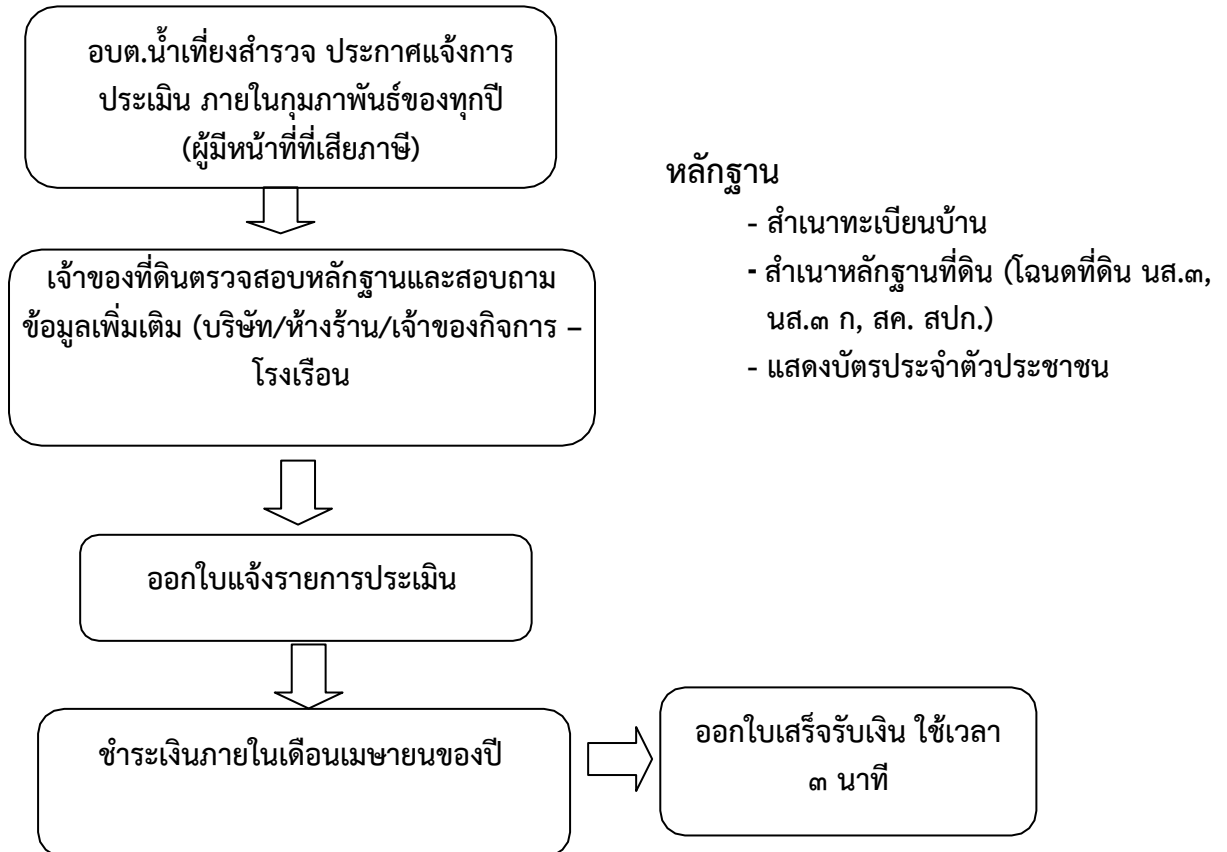 อบต.น้ำเที่ยงสำรวจ ประกาศแจ้งการ
ประเมิน ภายในกุมภาพันธ์ของทุกปี
(ผู้มีหน้าที่ที่เสียภาษี)
เจ้าของที่ดินตรวจสอบหลักฐานและสอบถาม
ข้อมูลเพิ่มเติม (บริษัท/ห้างร้าน/เจ้าของกิจการ –
โรงเรือน
ออกใบแจ้งรายการประเมิน
ชำระเงินภายในเดือนเมษายนของปี
ออกใบเสร็จรับเงิน ใช้เวลา
๓ นาที
หลักฐาน
- สำเนาทะเบียนบ้าน
- สำเนาหลักฐานที่ดิน (โฉนดที่ดิน นส.๓,
นส.๓ ก, สค. สปก.)
- แสดงบัตรประจำตัวประชาชน